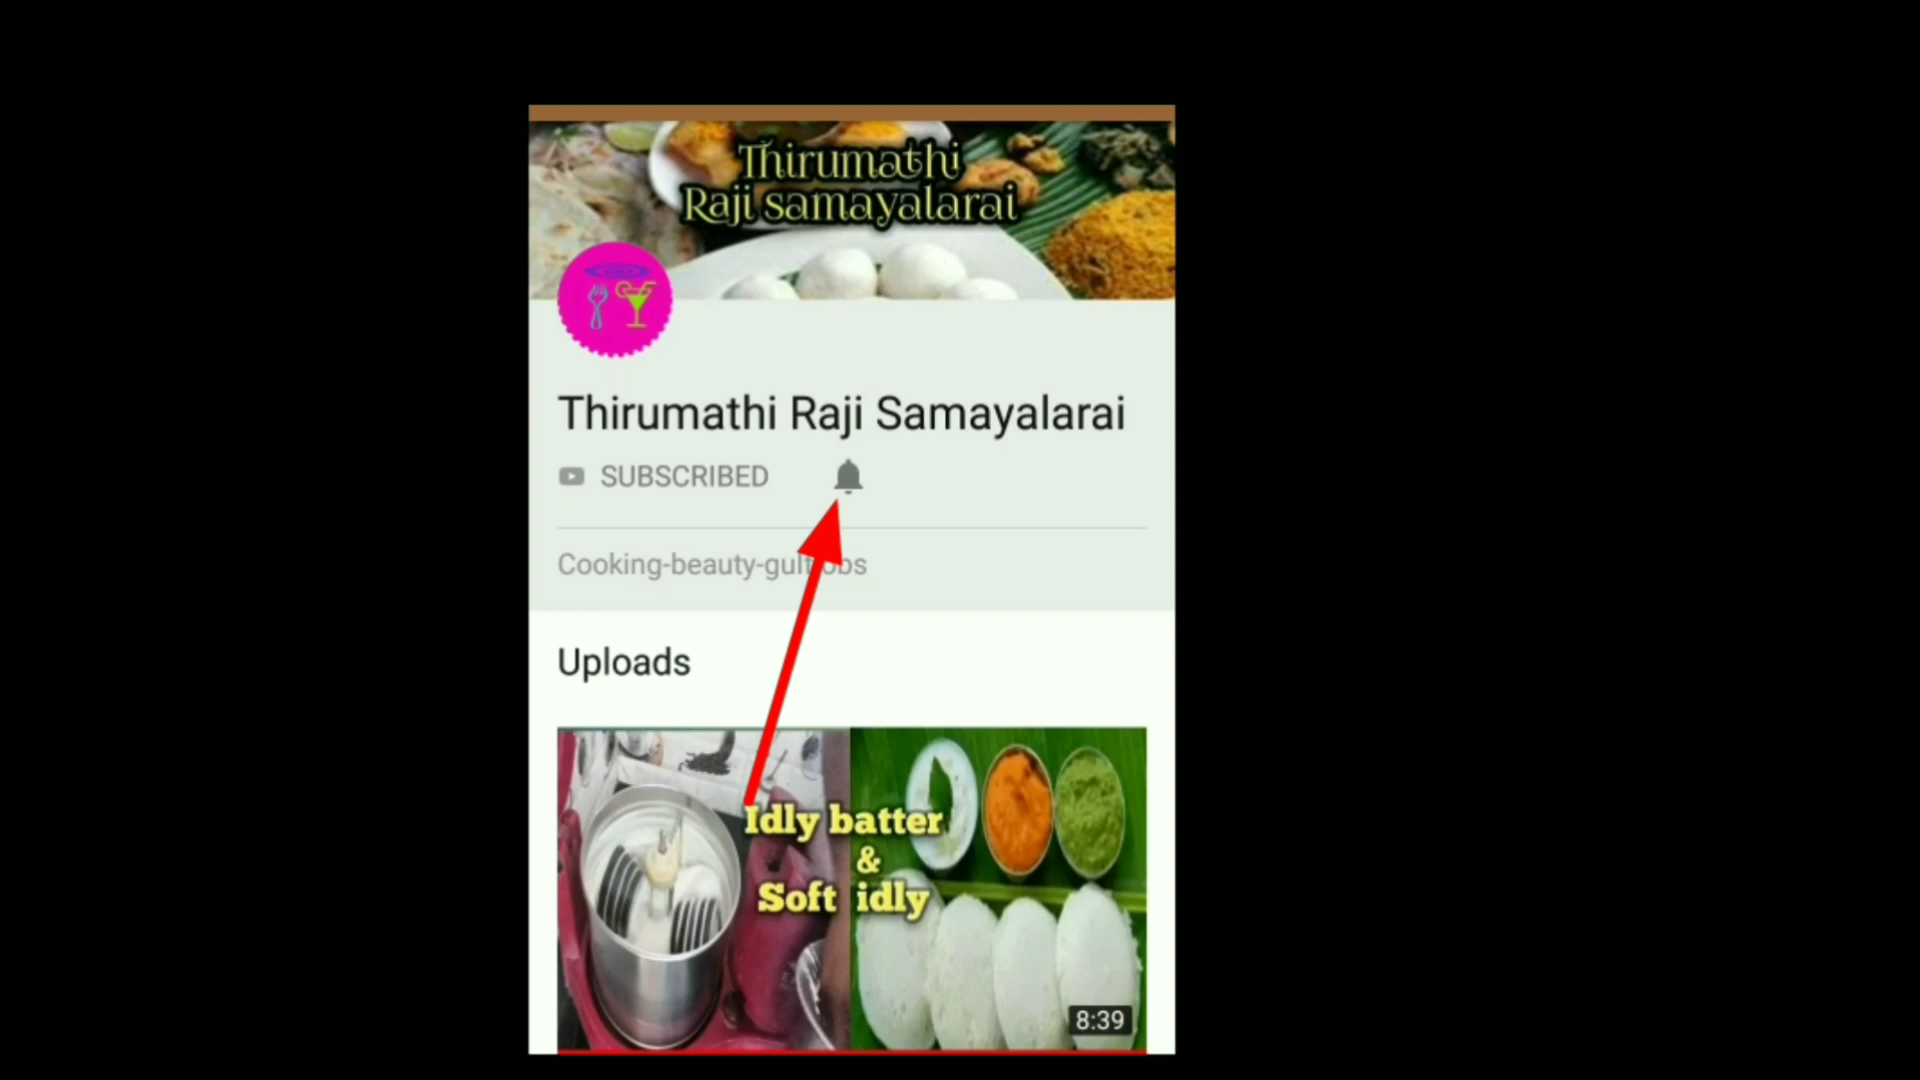 Thirumathi
Raji samayalarai
Thirumathi Raji Samayalarai
SUBSCRIBED
Uploads
Idly batter
&
Soft idly
8:39